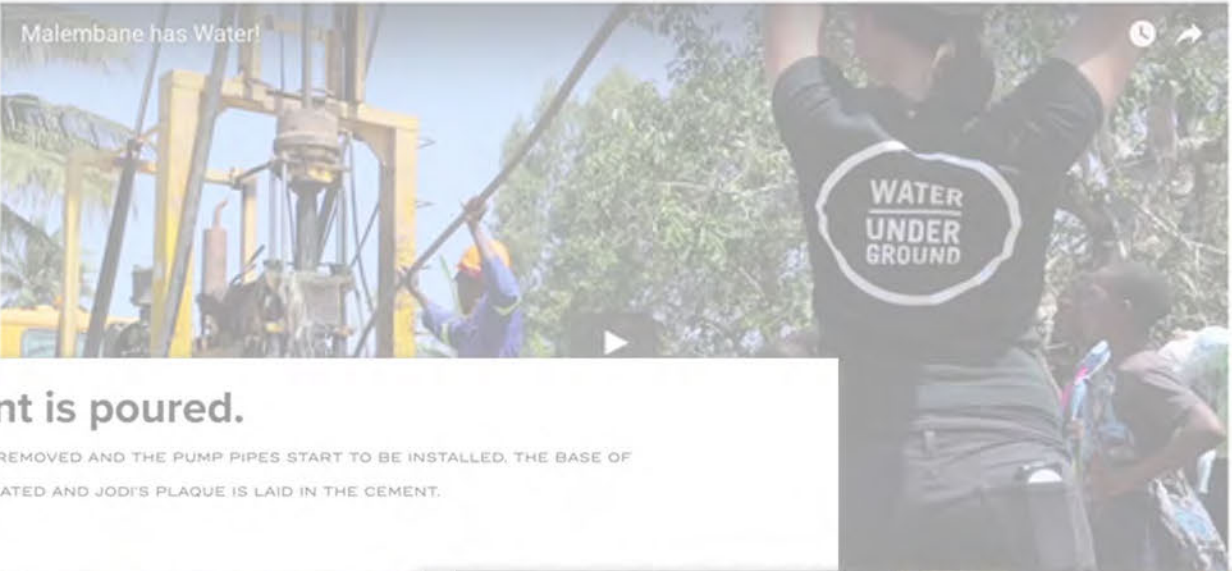 Malembane has Water!
WATER
UNDER
GROUND
nt is poured.
REMOVED AND THE PUMP PIPES START TO BE INSTALLED. THE BASE OF
ATED AND JODI'S PLAQUE IS LAID IN THE CEMENT.